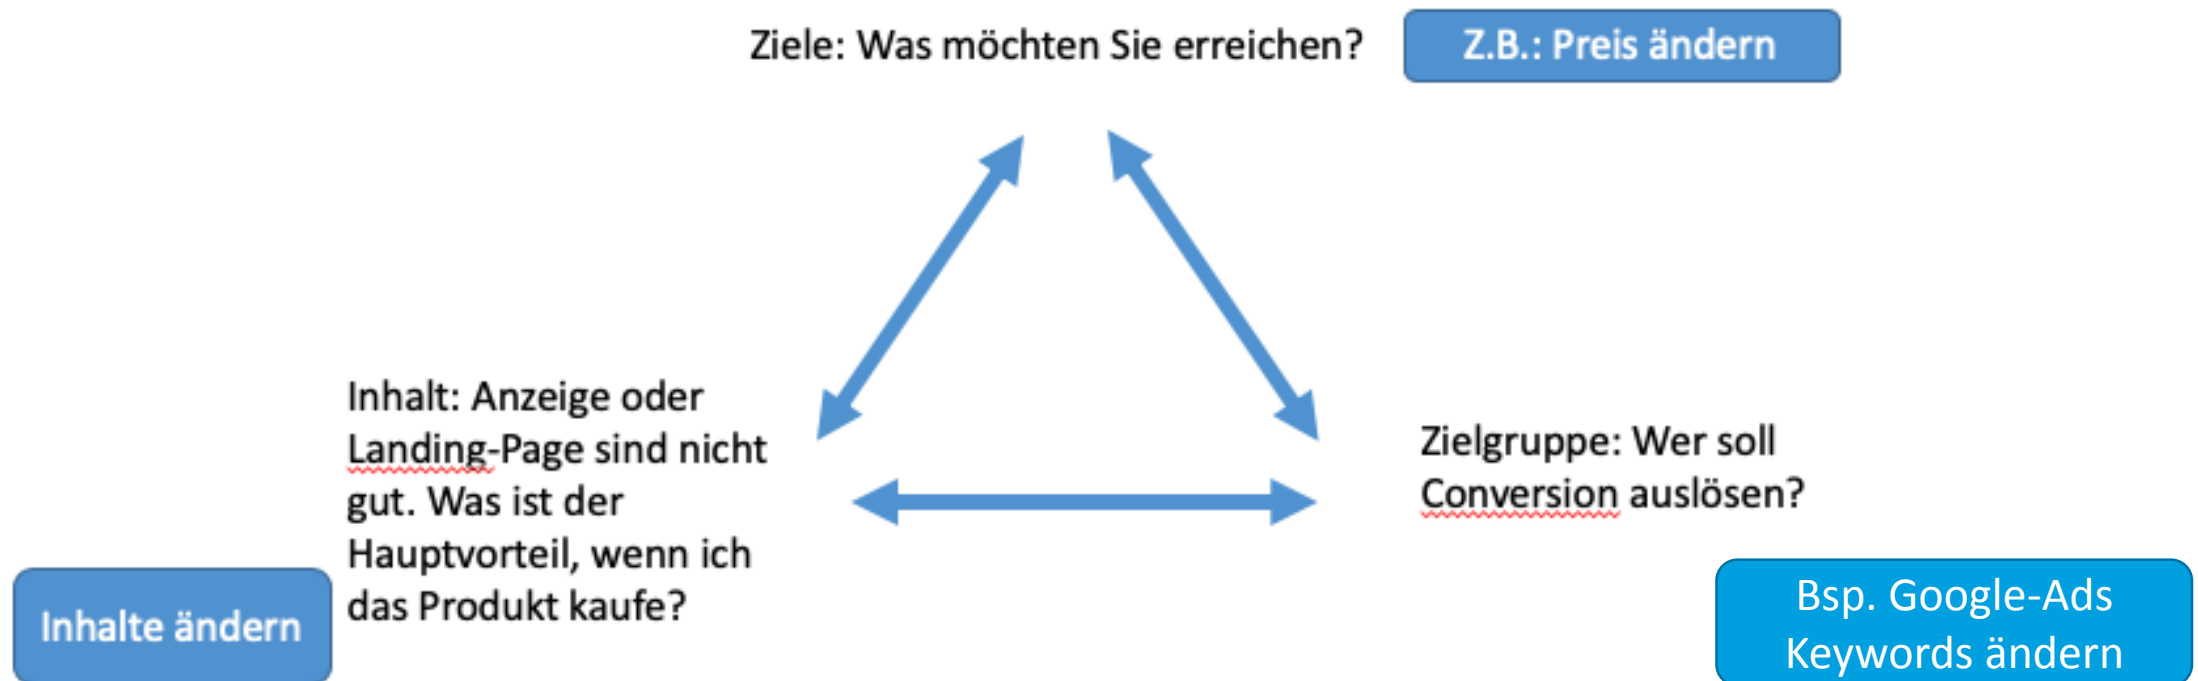 Ziele: Was möchten Sie erreichen?
Z.B.: Preis ändern
Inhalt: Anzeige oder
Landing-Page sind nicht
gut. Was ist der
Hauptvorteil, wenn ich
das Produkt kaufe?
Inhalte ändern
Zielgruppe: Wer soll
Conversion auslösen?
Bsp. Google-Ads
Keywords ändern